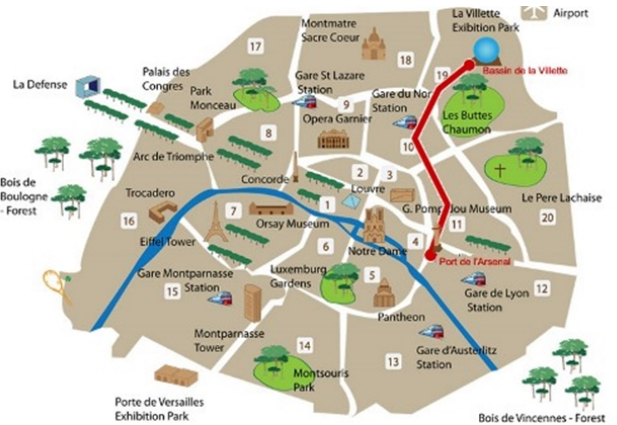 La Villette
Exibition Park
Airport
Montmatre
Sacre Coeur
17
18
19
Bassin de la Villette
La Defense
Palais des
Congres
Park
Monceau
Gare St Lazare
Station
9
Gare du Nor
Station
Opera Garnier
Les Buttes
Chaumon
8
10
Arc de Triomphe
Bois de
Boulogne
- Forest
Concorde
2
3
Louvre
Trocadero
1
G. Pomp
dou Museum
Le Pere Lachaise
16
7
Orsay Museum
11
20
Eiffel Tower
6
Notre Dame
4
Port de l'Arsenal
Gare Montparnasse
Station
15
Luxemburg
Gardens
5
12
Gare de Lyon
Station
Pantheon
Montparnasse
Tower
14
13
Gare d'Austerlitz
Station
Montsouris
Park
Porte de Versailles
Exhibition Park
Bois de Vincennes - Forest